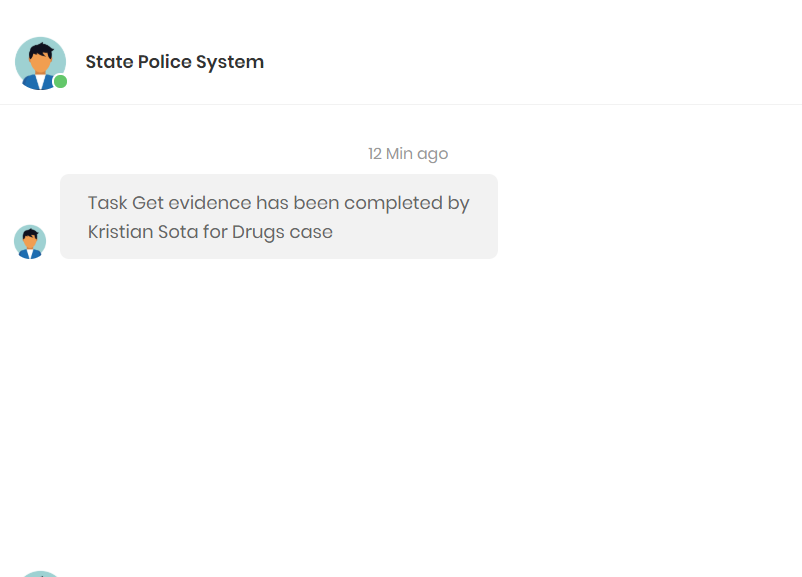 State Police System
12 Min ago
Task Get evidence has been completed by
Kristian Sota for Drugs case